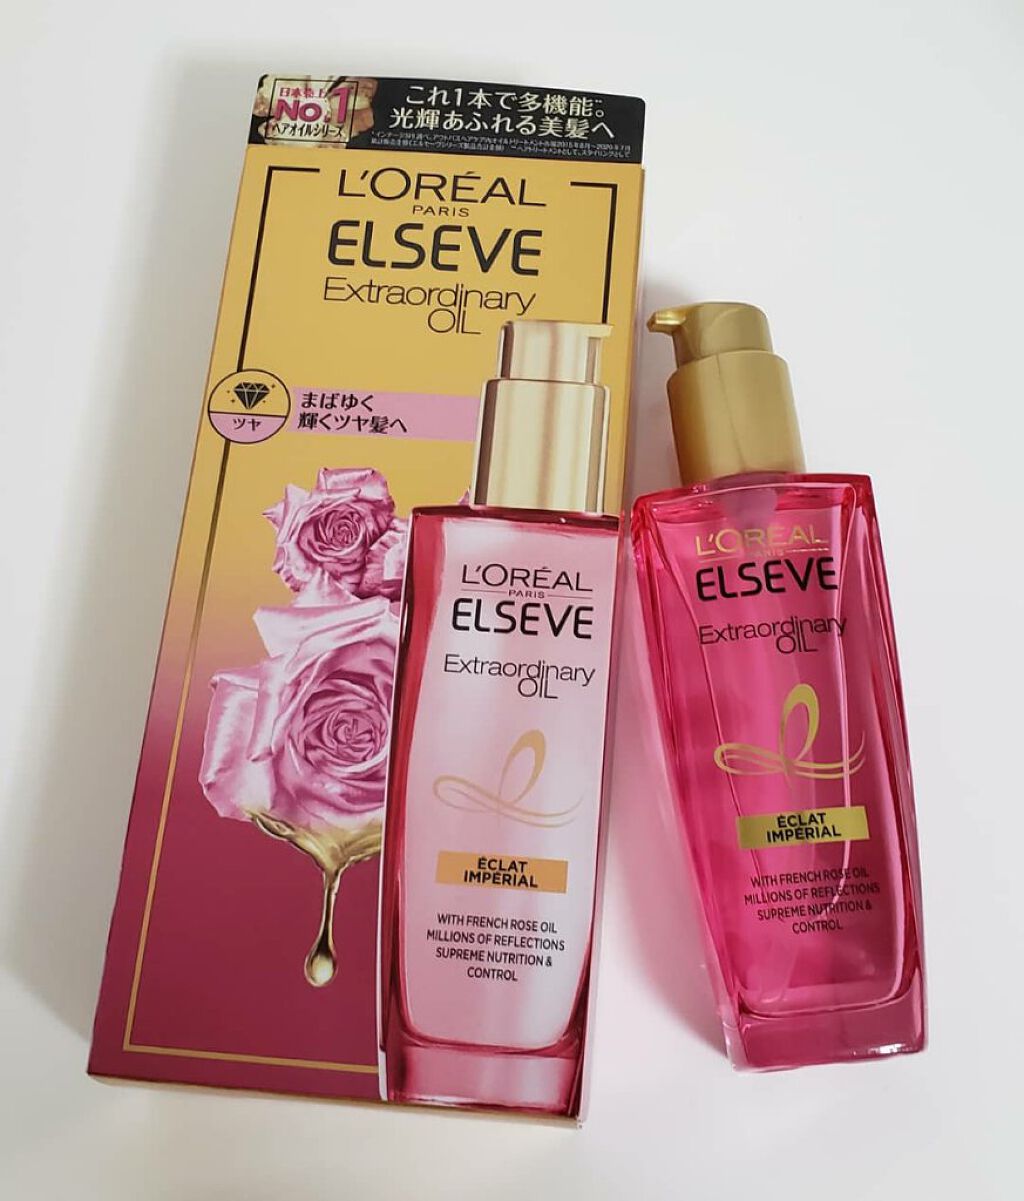 日本売上
No.1
ヘアオイルシリーズ
これ1本で多機能。
光輝あふれる美髪へ
L'ORÉAL
PARIS
ELSEVE
Extraordinary
OIL
ツヤ
まばゆく
輝くツヤ髪へ
L'ORÉAL
PARIS
ELSEVE
Extraordinary
OIL
ÉCLAT
IMPÉRIAL
WITH FRENCH ROSE OIL
MILLIONS OF REFLECTIONS
SUPREME NUTRITION &
CONTROL
L'ORÉAL
PARIS
ELSEVE
Extraordinary
OIL
ÉCLAT
IMPÉRIAL
WITH FRENCH ROSE OIL
MILLIONS OF REFLECTIONS
SUPREME NUTRITION &
CONTROL